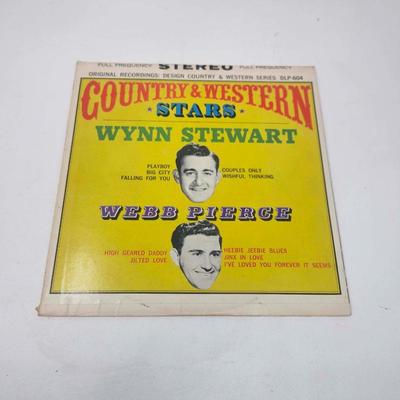 FULL FREQUENCY STEREO FULL FREQUENCY
ORIGINAL RECORDINGS: DESIGN COUNTRY & WESTERN SERIES DLP-604
COUNTRY & WESTERN
STARS
WYNN STEWART
PLAYBOY
BIG CITY
FALLING FOR YOU
COUPLES ONLY
WISHFUL THINKING
WEBB PIERCE
HIGH GEARED DADDY
JILTED LOVE
HEEBIE JEEBIE BLUES
JINX IN LOVE
I'VE LOVED YOU FOREVER IT SEEMS